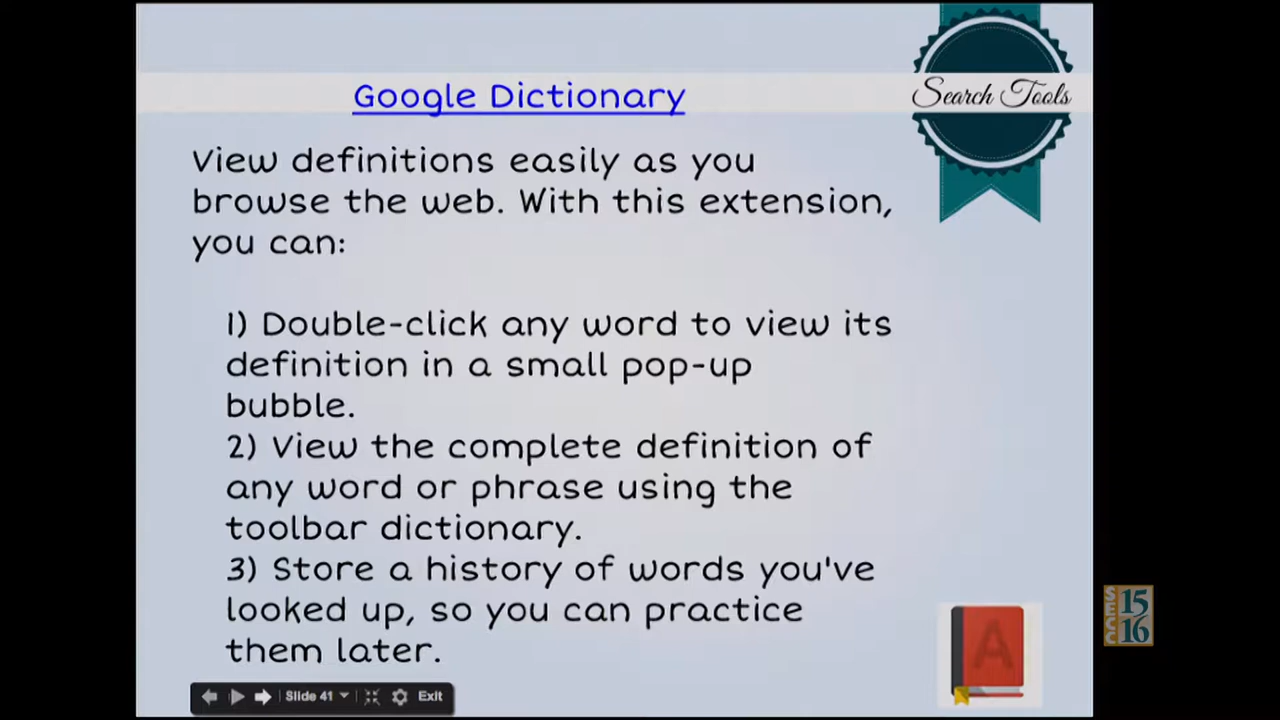 Google Dictionary
Search Tools
View definitions easily as you
browse the web. With this extension,
you can:
1) Double-click any word to view its
definition in a small pop-up
bubble.
2) View the complete definition of
any word or phrase using the
toolbar dictionary.
3) Store a history of words you've
looked up, so you can practice
them later.
A
Slide 41
Exit
SECC
15
16